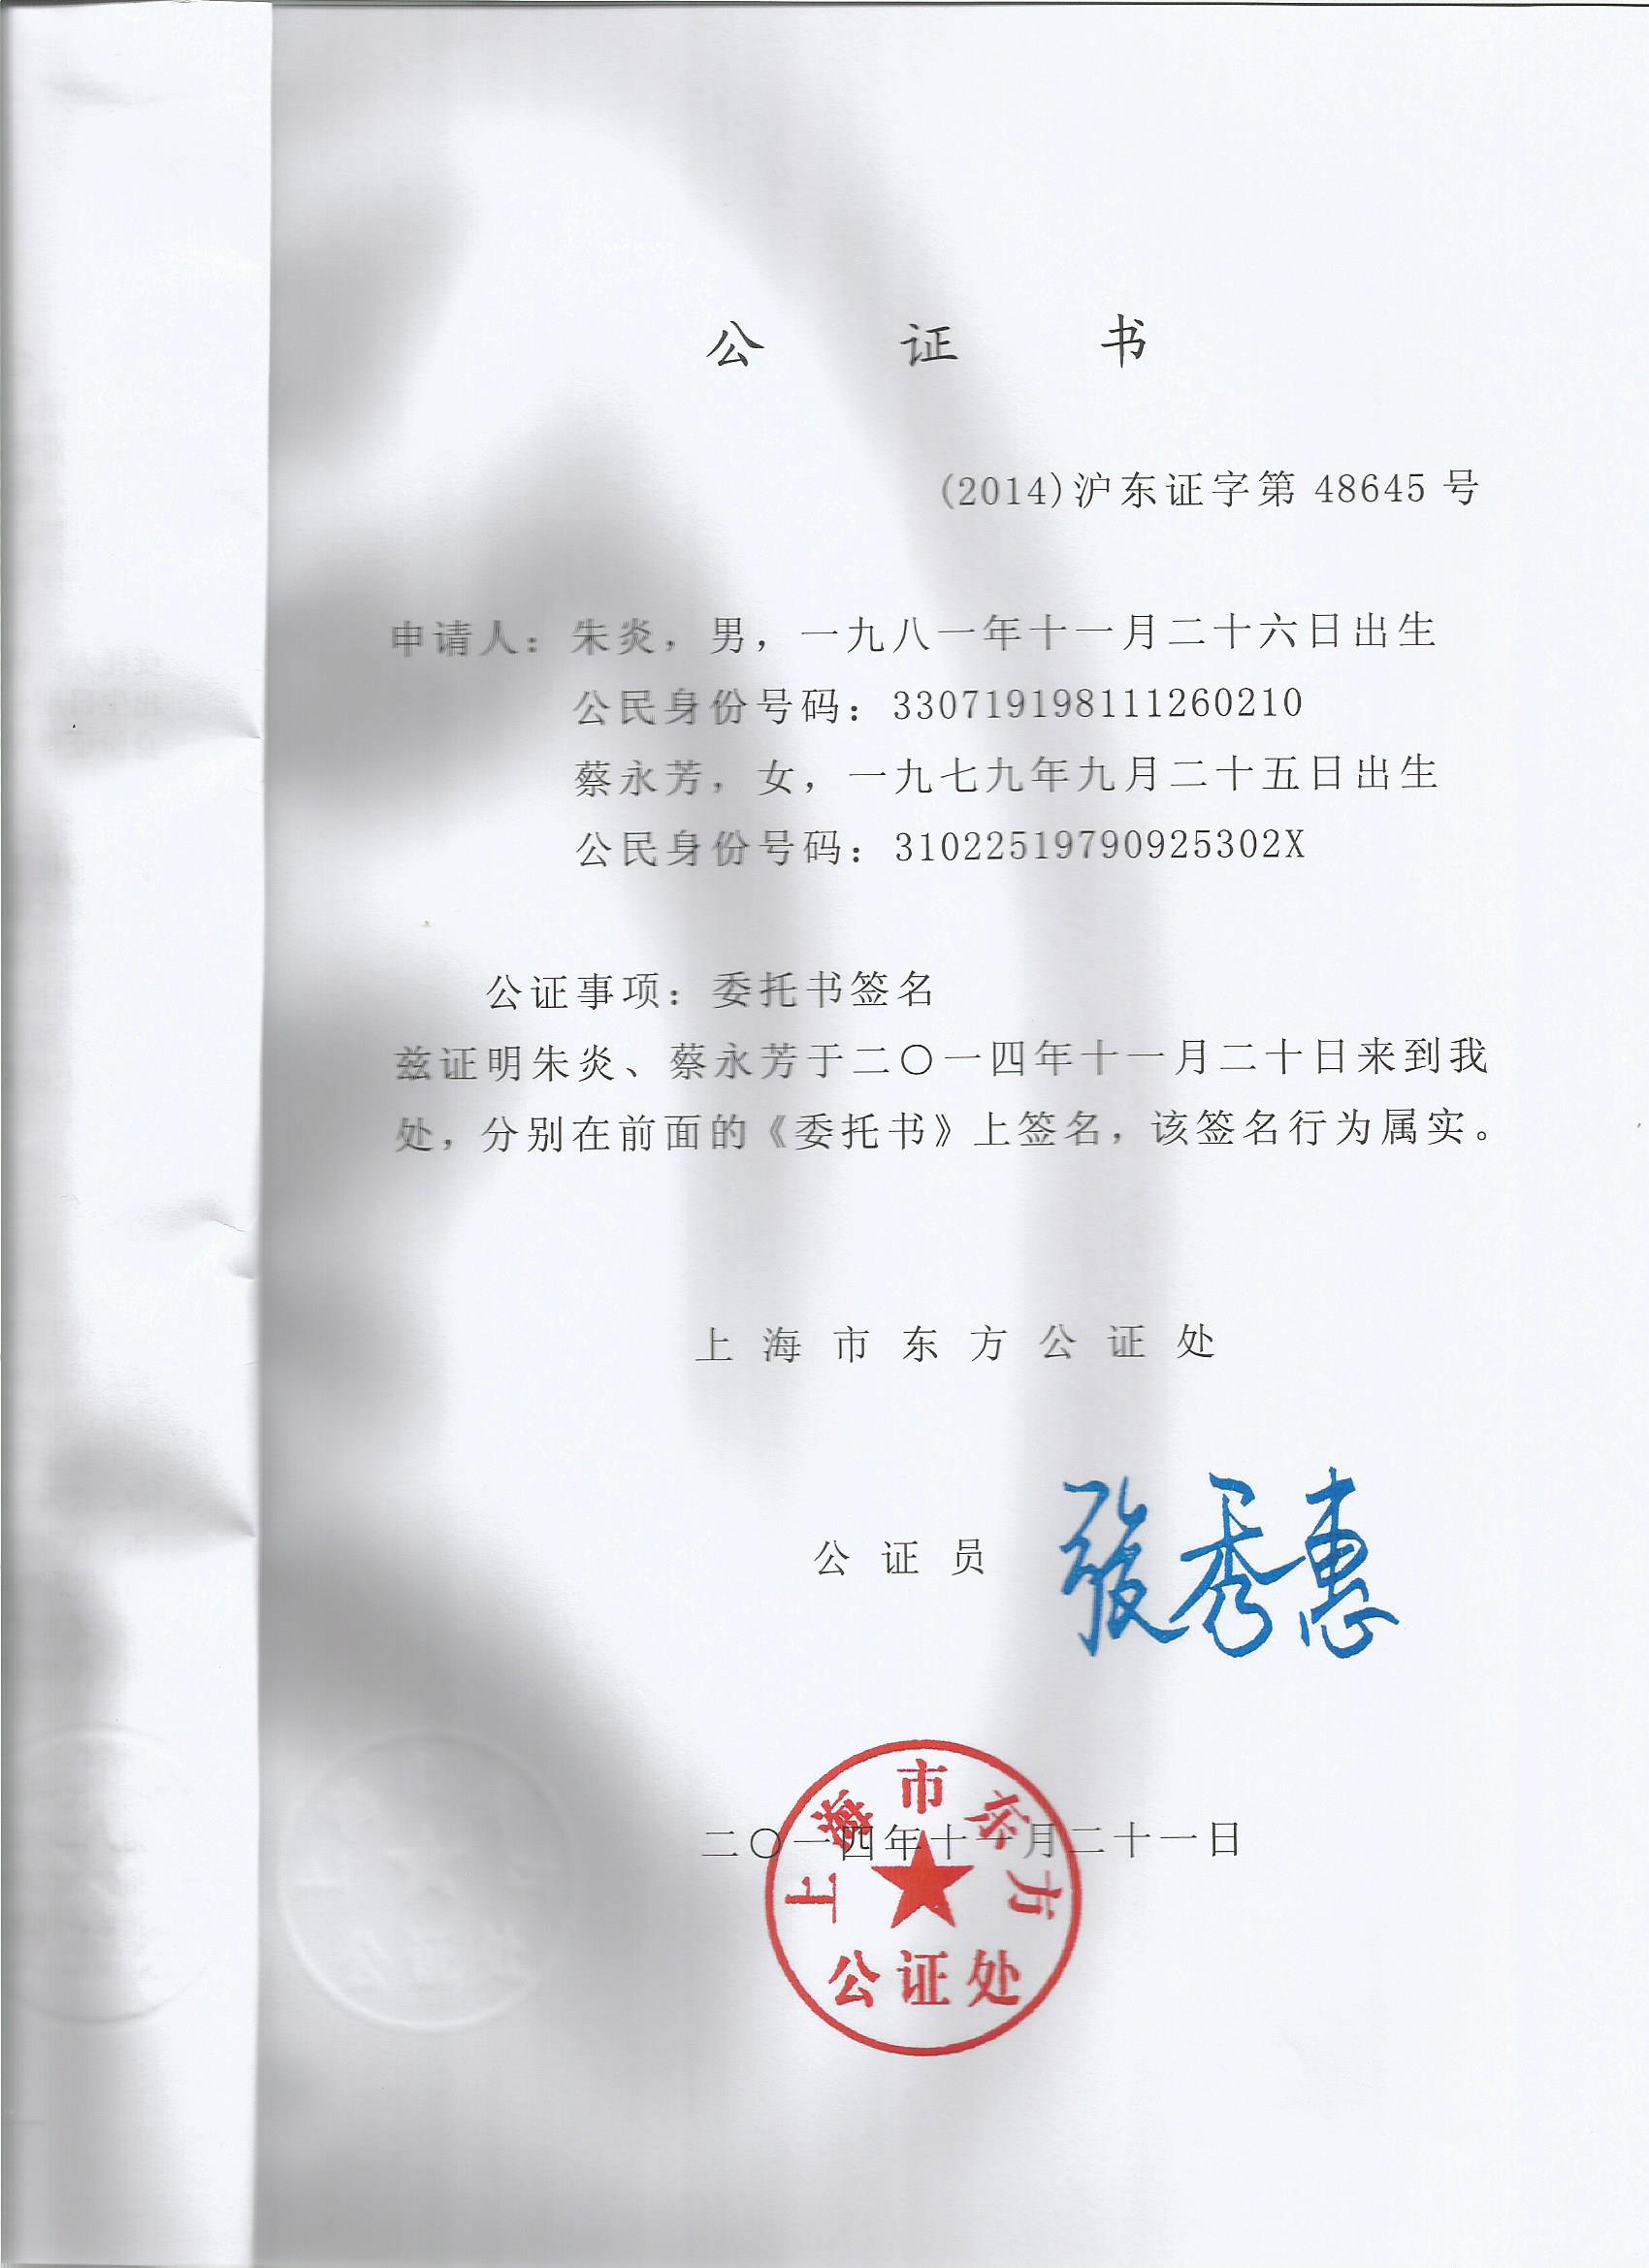 公证书
(2014)沪东证字第 48645 号
申请人：朱炎，男，一九八一年十一月二十六日出生
公民身份号码：330719198111260210
蔡永芳，女，一九七九年九月二十五日出生
公民身份号码：31022519790925302X
公证事项：委托书签名
兹证明朱炎、蔡永芳于二〇一四年十一月二十日来到我
处，分别在前面的《委托书》上签名，该签名行为属实。
上海市东方公证处
公证员 張秀惠
二〇一四年十一月二十一日
上海市东方
公证处